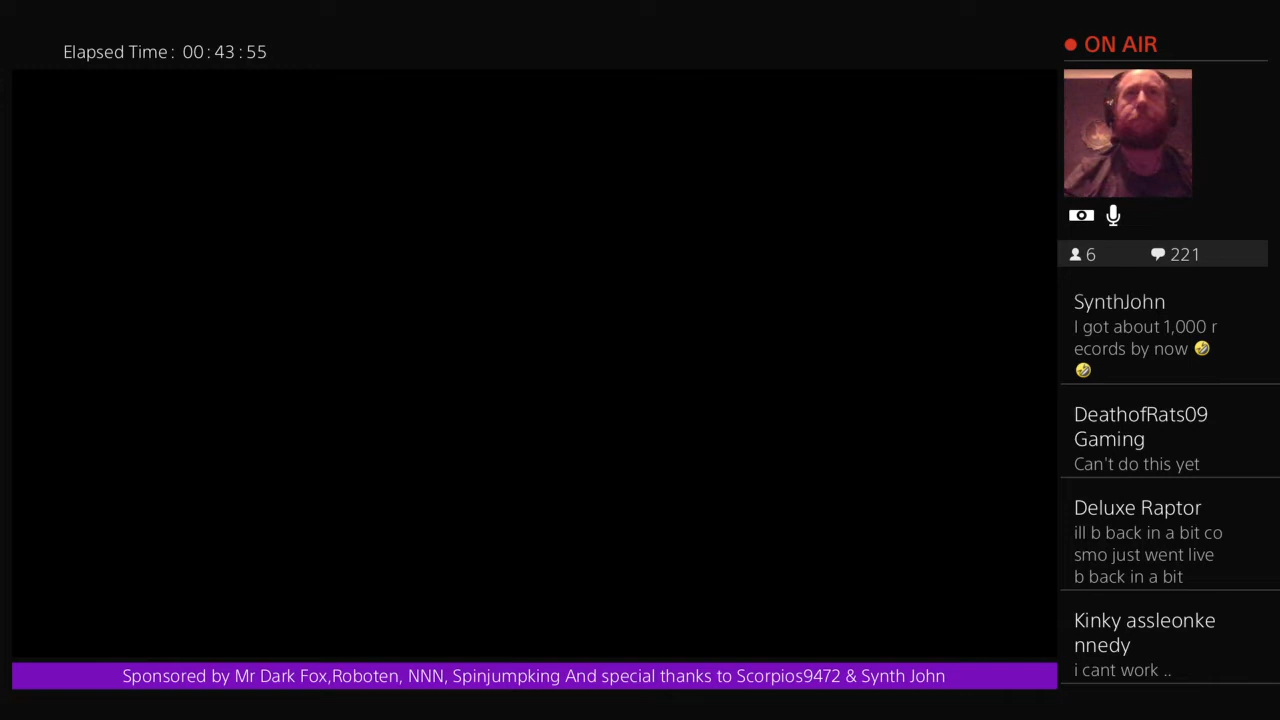 Elapsed Time: 00:43:55
ON AIR
6 221
SynthJohn
I got about 1,000 r
ecords by now 🤣
🤣
DeathofRats09
Gaming
Can't do this yet
Deluxe Raptor
ill b back in a bit co
smo just went live
b back in a bit
Kinky assleonke
nnedy
i cant work ..
Sponsored by Mr Dark Fox,Roboten, NNN, Spinjumpking And special thanks to Scorpios9472 & Synth John